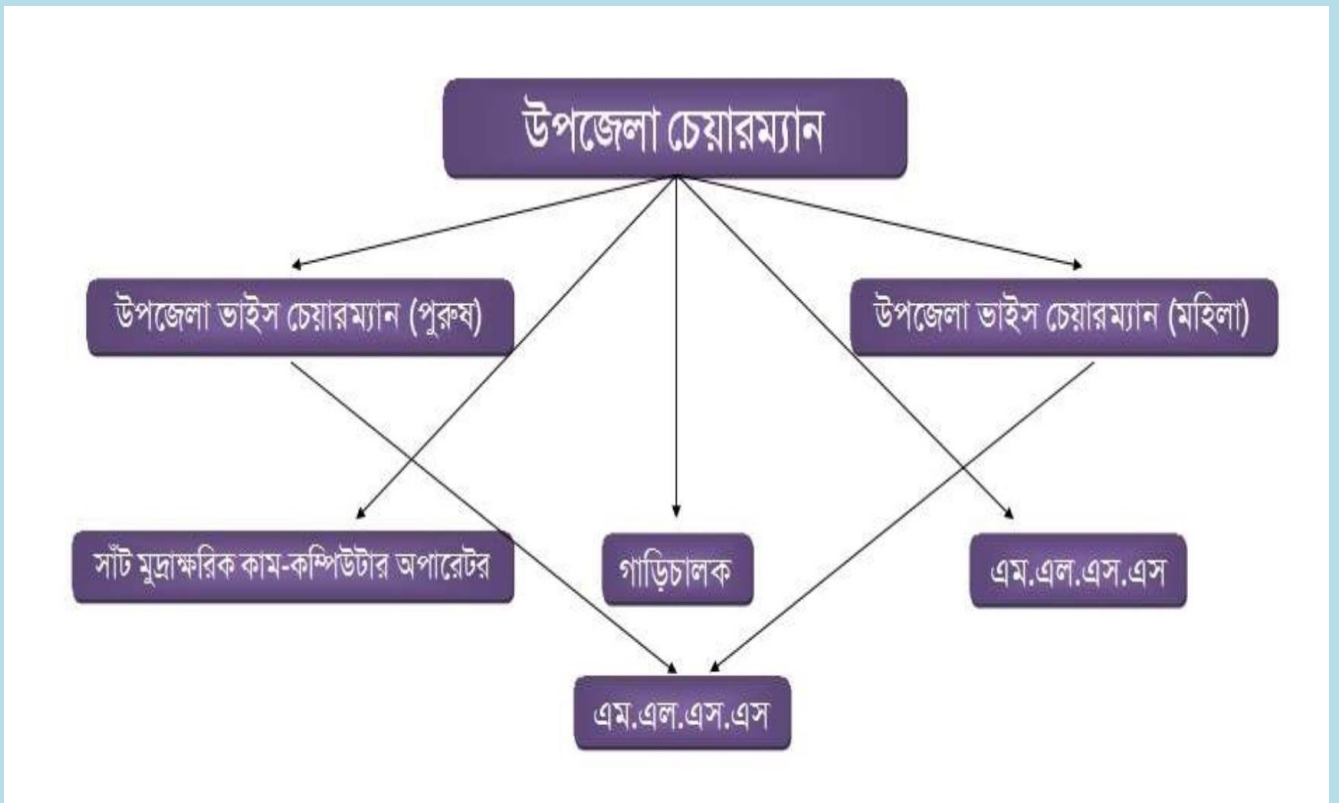 উপজেলা চেয়ারম্যান
উপজেলা ভাইস চেয়ারম্যান (পুরুষ)
উপজেলা ভাইস চেয়ারম্যান (মহিলা)
সাঁট মুদ্রাক্ষরিক কাম-কম্পিউটার অপারেটর
গাড়িচালক
এম.এল.এস.এস
এম.এল.এস.এস